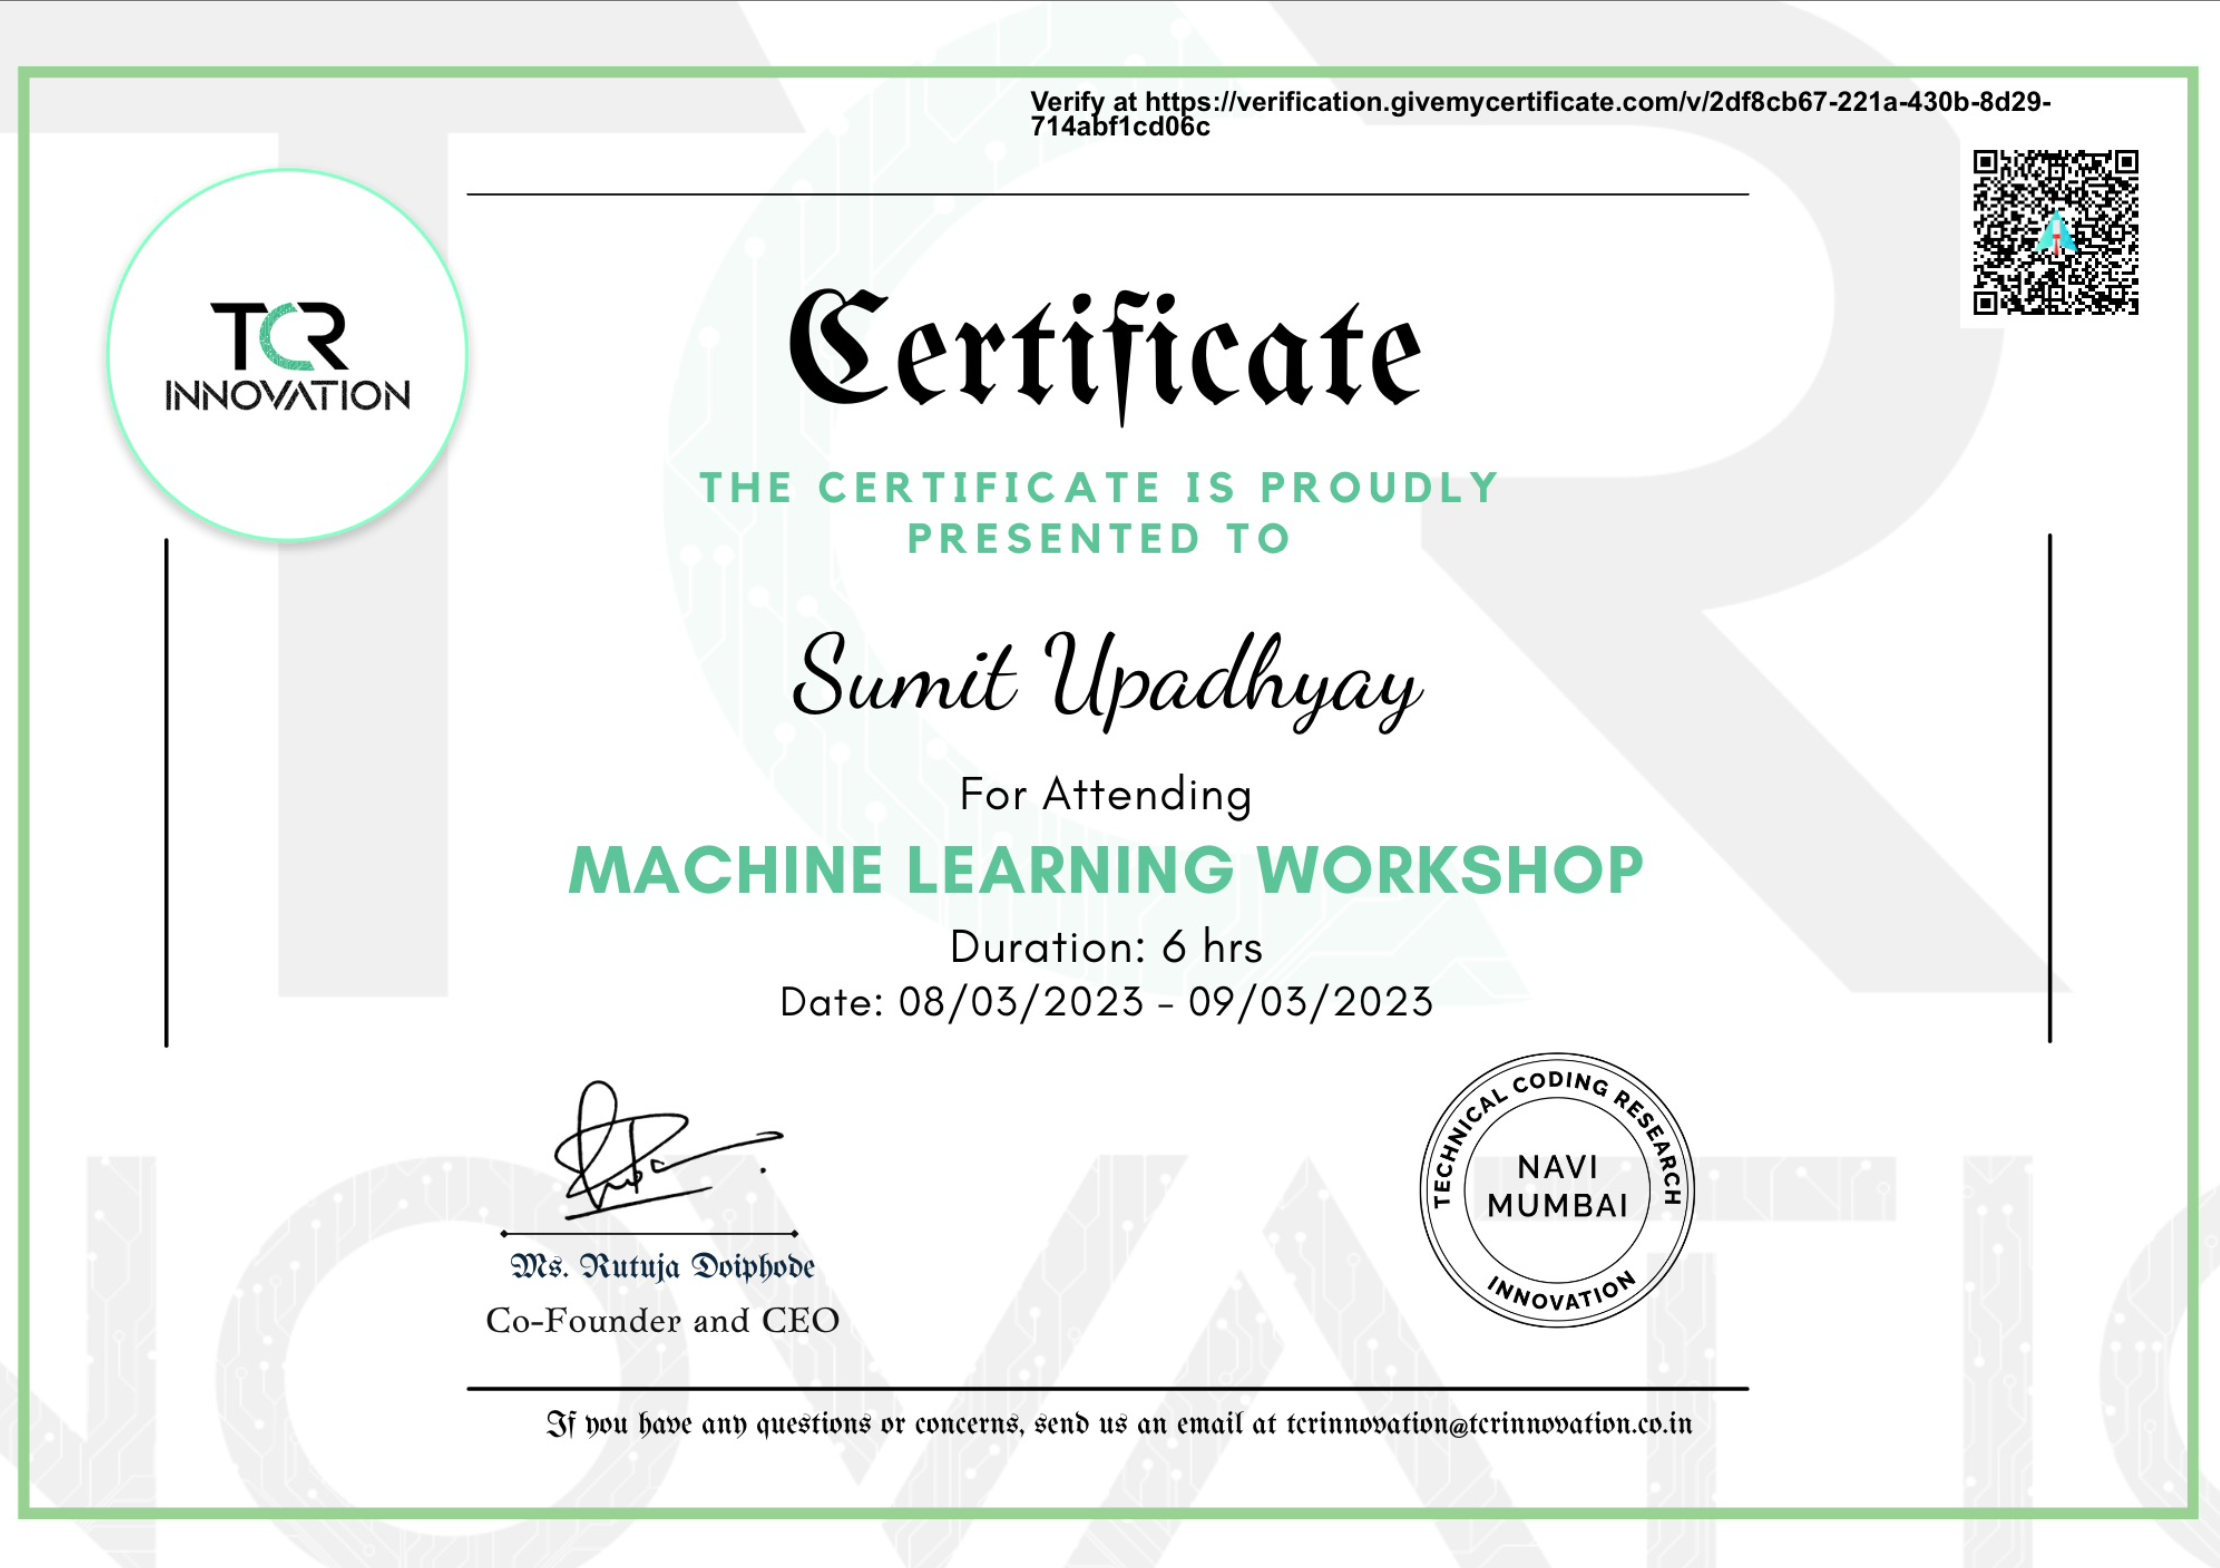 Verify at https://verification.givemycertificate.com/v/2df8cb67-221a-430b-8d29-
714abf1cd06c
TCR
INNOVATION
Certificate
THE CERTIFICATE IS PROUDLY
PRESENTED TO
Sumit Upadhyay
For Attending
MACHINE LEARNING WORKSHOP
Duration: 6 hrs
Date: 08/03/2023 - 09/03/2023
TECHNICAL CODING RESEARCH
NAVI
MUMBAI
INNOVATION
Ms. Rutuja Doiphode
Co-Founder and CEO
If you have any questions or concerns, send us an email at tcrinnovation@tcrinnovation.co.in